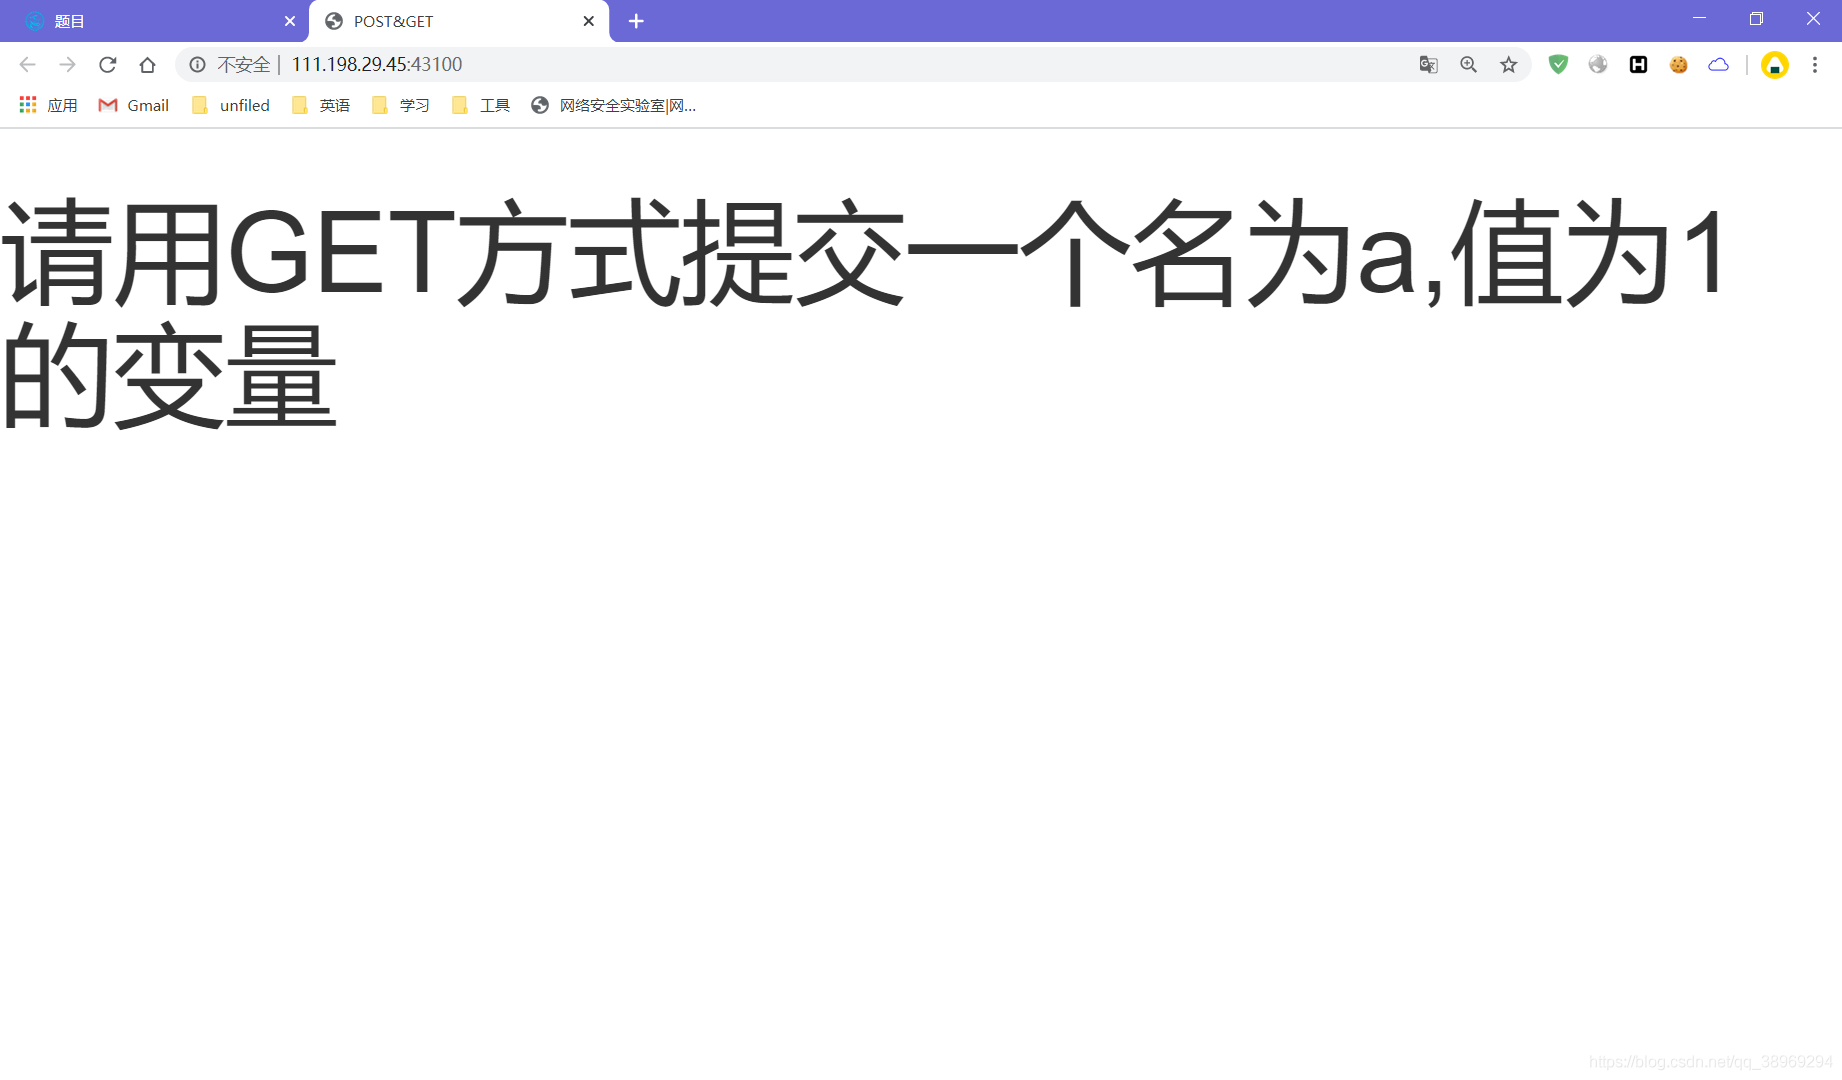 题目
POST&GET
不安全 | 111.198.29.45:43100
应用 Gmail unfiled 英语 学习 工具 网络安全实验室|网...
请用GET方式提交一个名为a,值为1
的变量
https://blog.csdn.net/qq_38969294